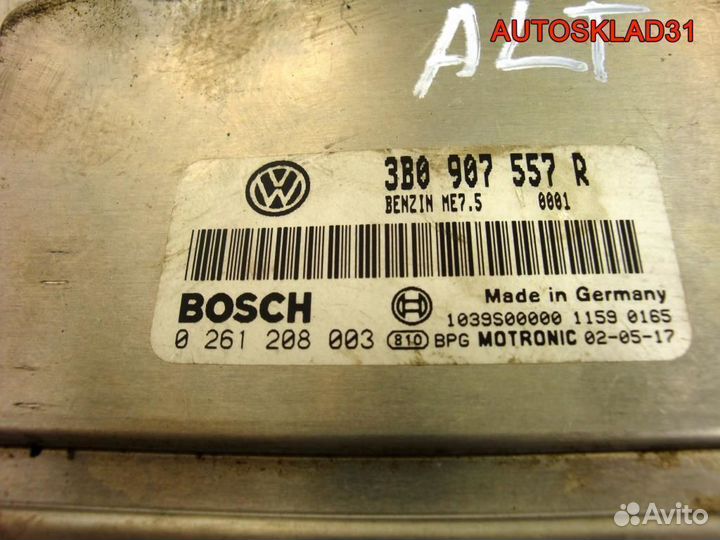 AUTOSKLAD31
ALT
3B0 907 557 R
BENZIN ME7.5 0001
BOSCH
Made in Germany
1039S00000 1159 0165
0 261 208 003 810 BPG MOTRONIC 02-05-17
Avito